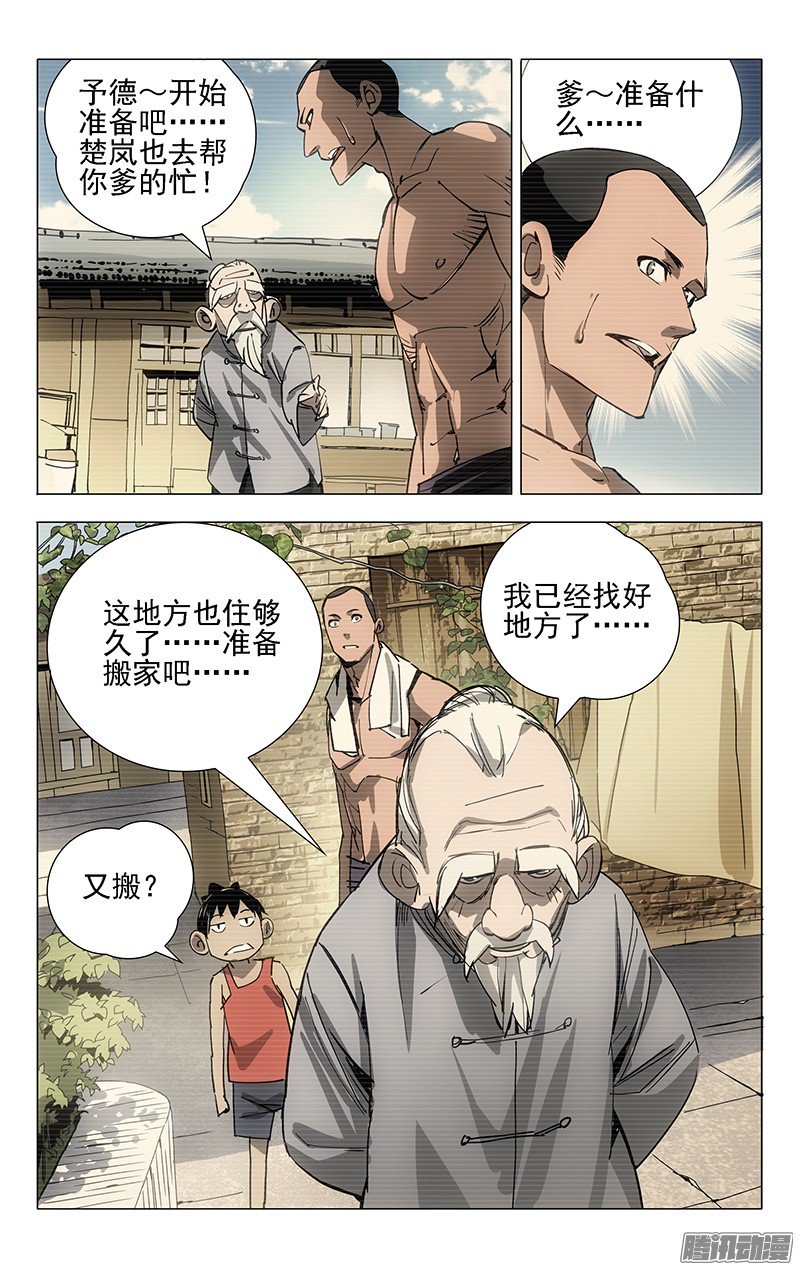 予德～开始
准备吧……
楚岚也去帮
你爹的忙！
爹～准备什
么……
这地方也住够
久了……准备
搬家吧……
我已经找好
地方了……
又搬？
腾讯动漫